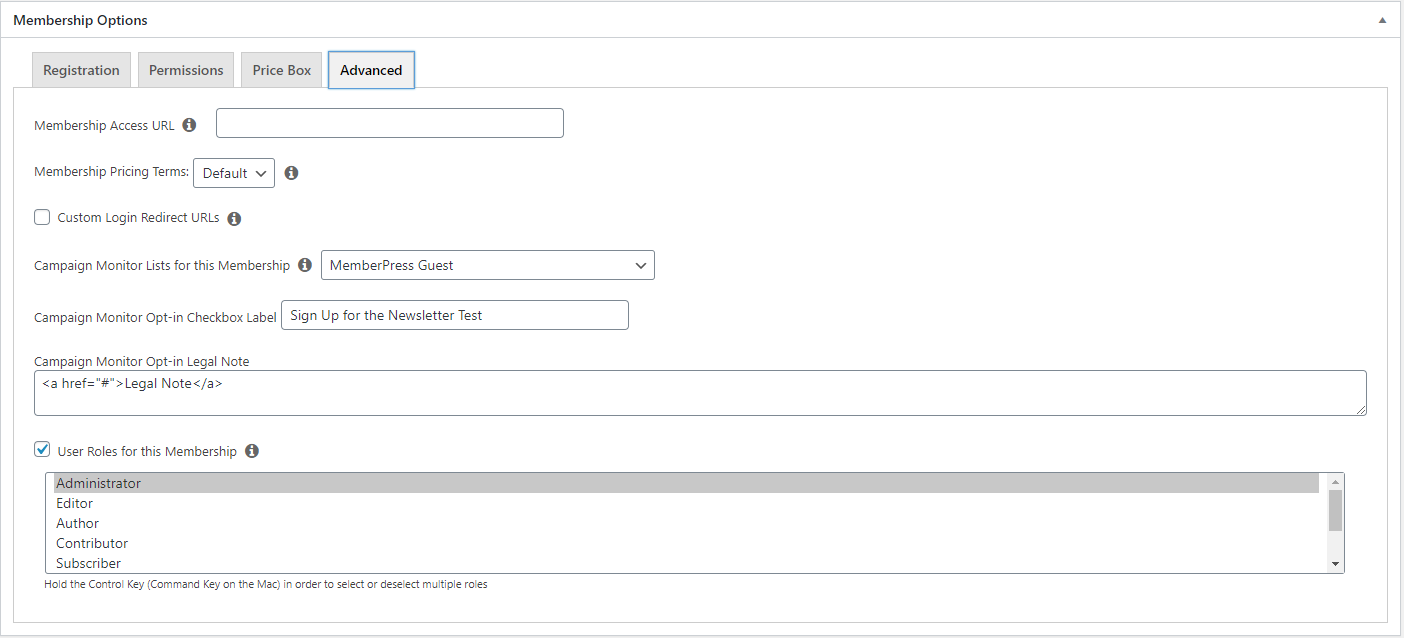 Membership Options
Registration Permissions Price Box Advanced
Membership Access URL
Membership Pricing Terms: Default
Custom Login Redirect URLs
Campaign Monitor Lists for this Membership MemberPress Guest
Campaign Monitor Opt-in Checkbox Label Sign Up for the Newsletter Test
Campaign Monitor Opt-in Legal Note
<a href="#">Legal Note</a>
User Roles for this Membership
Administrator
Editor
Author
Contributor
Subscriber
Hold the Control Key (Command Key on the Mac) in order to select or deselect multiple roles